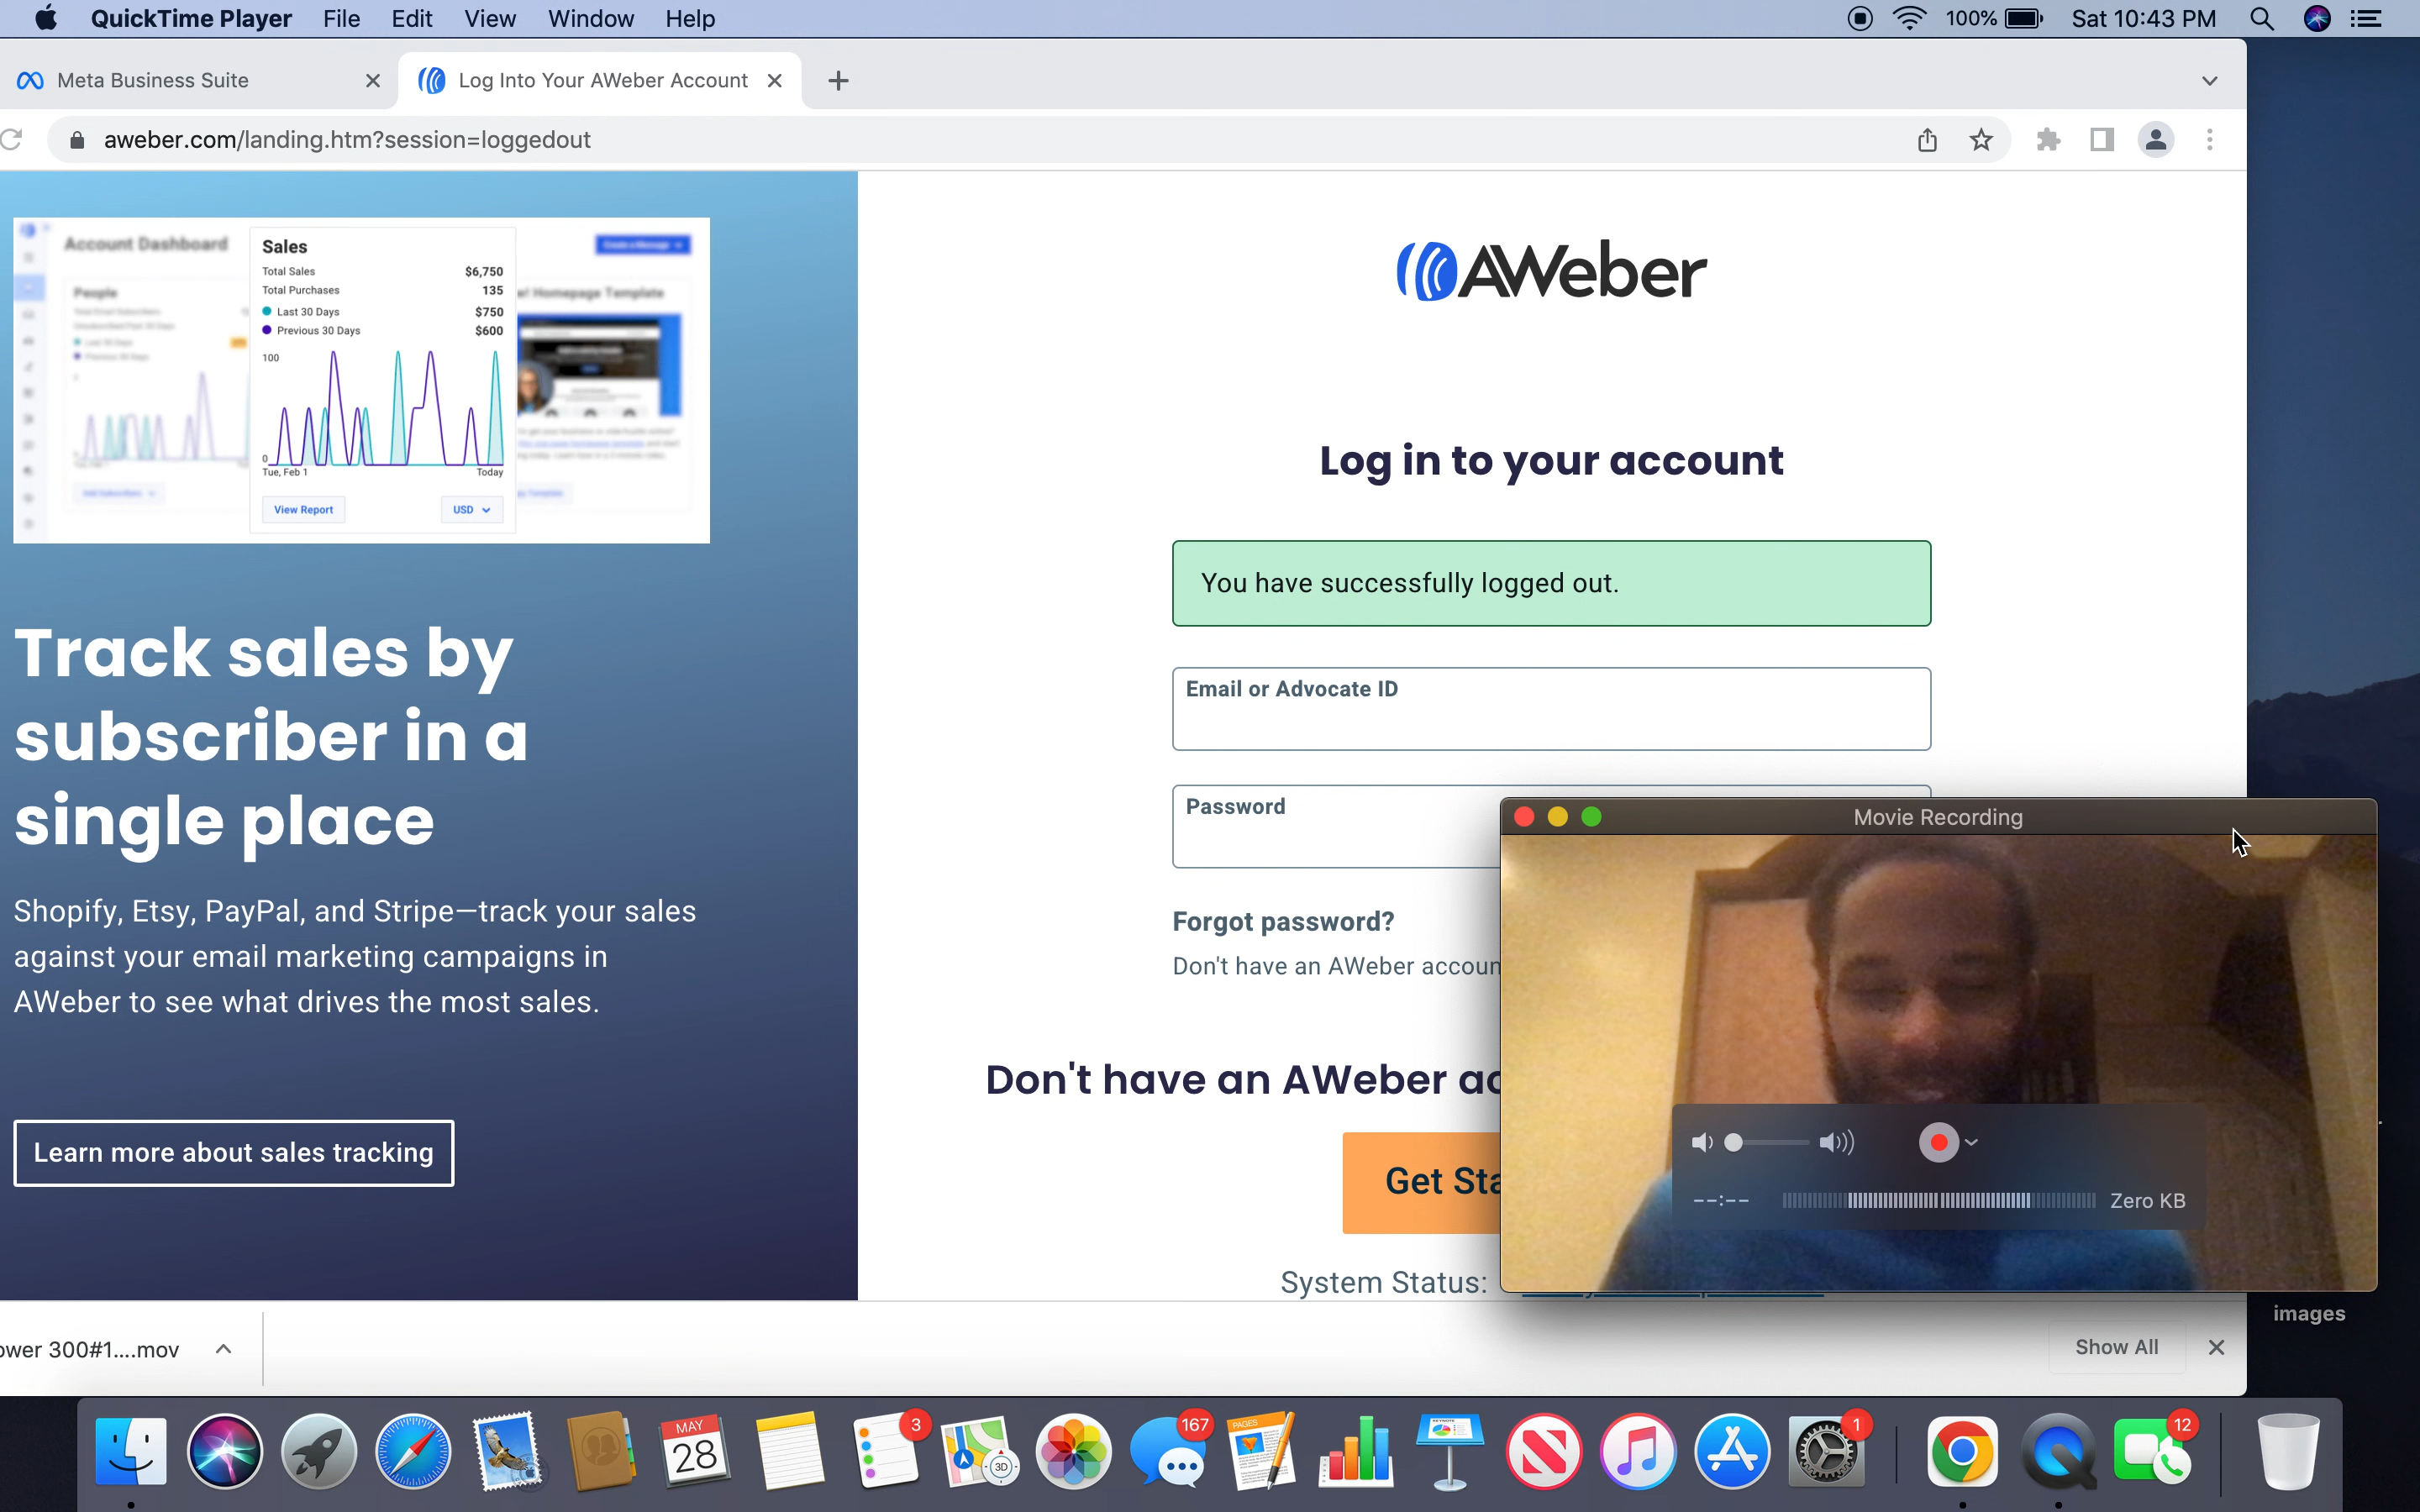 QuickTime Player File Edit View Window Help 100% Sat 10:43 PM
Meta Business Suite Log Into Your AWeber Account
aweber.com/landing.htm?session=loggedout
Account Dashboard
People
Sales
Total Sales $6,750
Total Purchases 135
Last 30 Days $750
Previous 30 Days $600
100
0
Tue, Feb 1 Today
View Report USD
Homepage Template
Track sales by
subscriber in a
single place
Shopify, Etsy, PayPal, and Stripe—track your sales
against your email marketing campaigns in
AWeber to see what drives the most sales.
Learn more about sales tracking
AWeber
Log in to your account
You have successfully logged out.
Email or Advocate ID
Password
Forgot password?
Don't have an AWeber accoun
Don't have an AWeber ac
Get Sta
System Status:
Movie Recording
--:-- Zero KB
images
ower 300#1....mov Show All
MAY
28
3
3D
167
PAGES
1
12